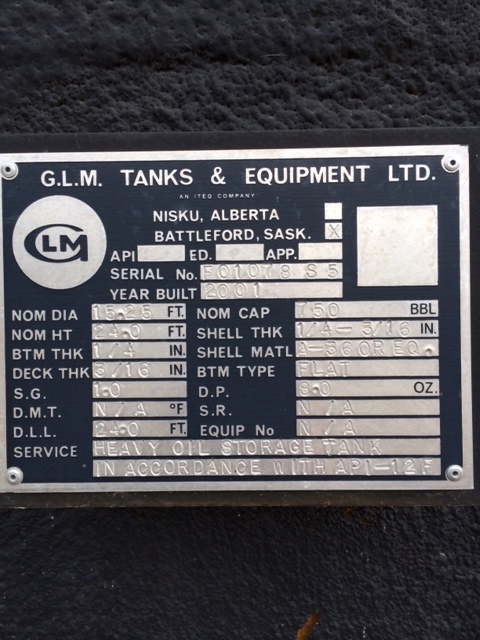 G.L.M. TANKS & EQUIPMENT LTD.
AN ITEQ COMPANY
GLM
NISKU, ALBERTA
BATTLEFORD, SASK. X
API ED. APP.
SERIAL No. F01078 S5
YEAR BUILT 2001
NOM DIA 15.25 FT. NOM CAP 750 BBL
NOM HT 24.0 FT. SHELL THK 1/4-5/16 IN.
BTM THK 1/4 IN. SHELL MATL A-36 OR EQ.
DECK THK 5/16 IN. BTM TYPE FLAT
S.G. 1.0 D.P. 8.0 OZ.
D.M.T. N/A °F S.R. N/A
D.L.L. 24.0 FT. EQUIP No N/A
SERVICE HEAVY OIL STORAGE TANK
IN ACCORDANCE WITH API-12F